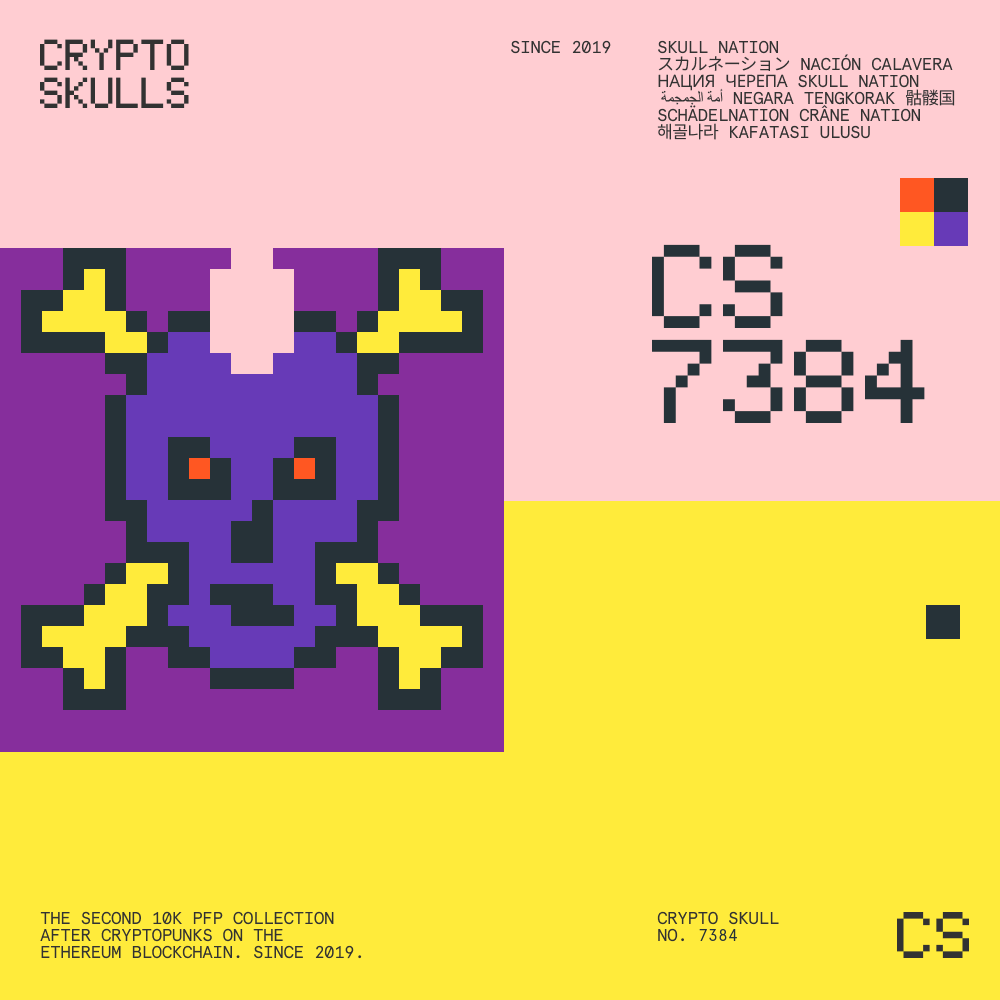 CRYPTO
SKULLS
SINCE 2019
SKULL NATION
スカルネーション NACIÓN CALAVERA
НАЦИЯ ЧЕРЕПА SKULL NATION
أمة الجمجمة NEGARA TENGKORAK 骷髅国
SCHÄDELNATION CRÂNE NATION
해골나라 KAFATASI ULUSU
CS
7384
THE SECOND 10K PFP COLLECTION
AFTER CRYPTOPUNKS ON THE
ETHEREUM BLOCKCHAIN. SINCE 2019.
CRYPTO SKULL
NO. 7384
CS